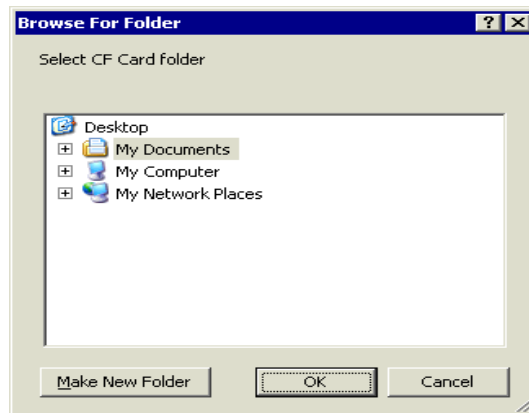 Browse For Folder
Select CF Card folder
Desktop
My Documents
My Computer
My Network Places
Make New Folder
OK
Cancel